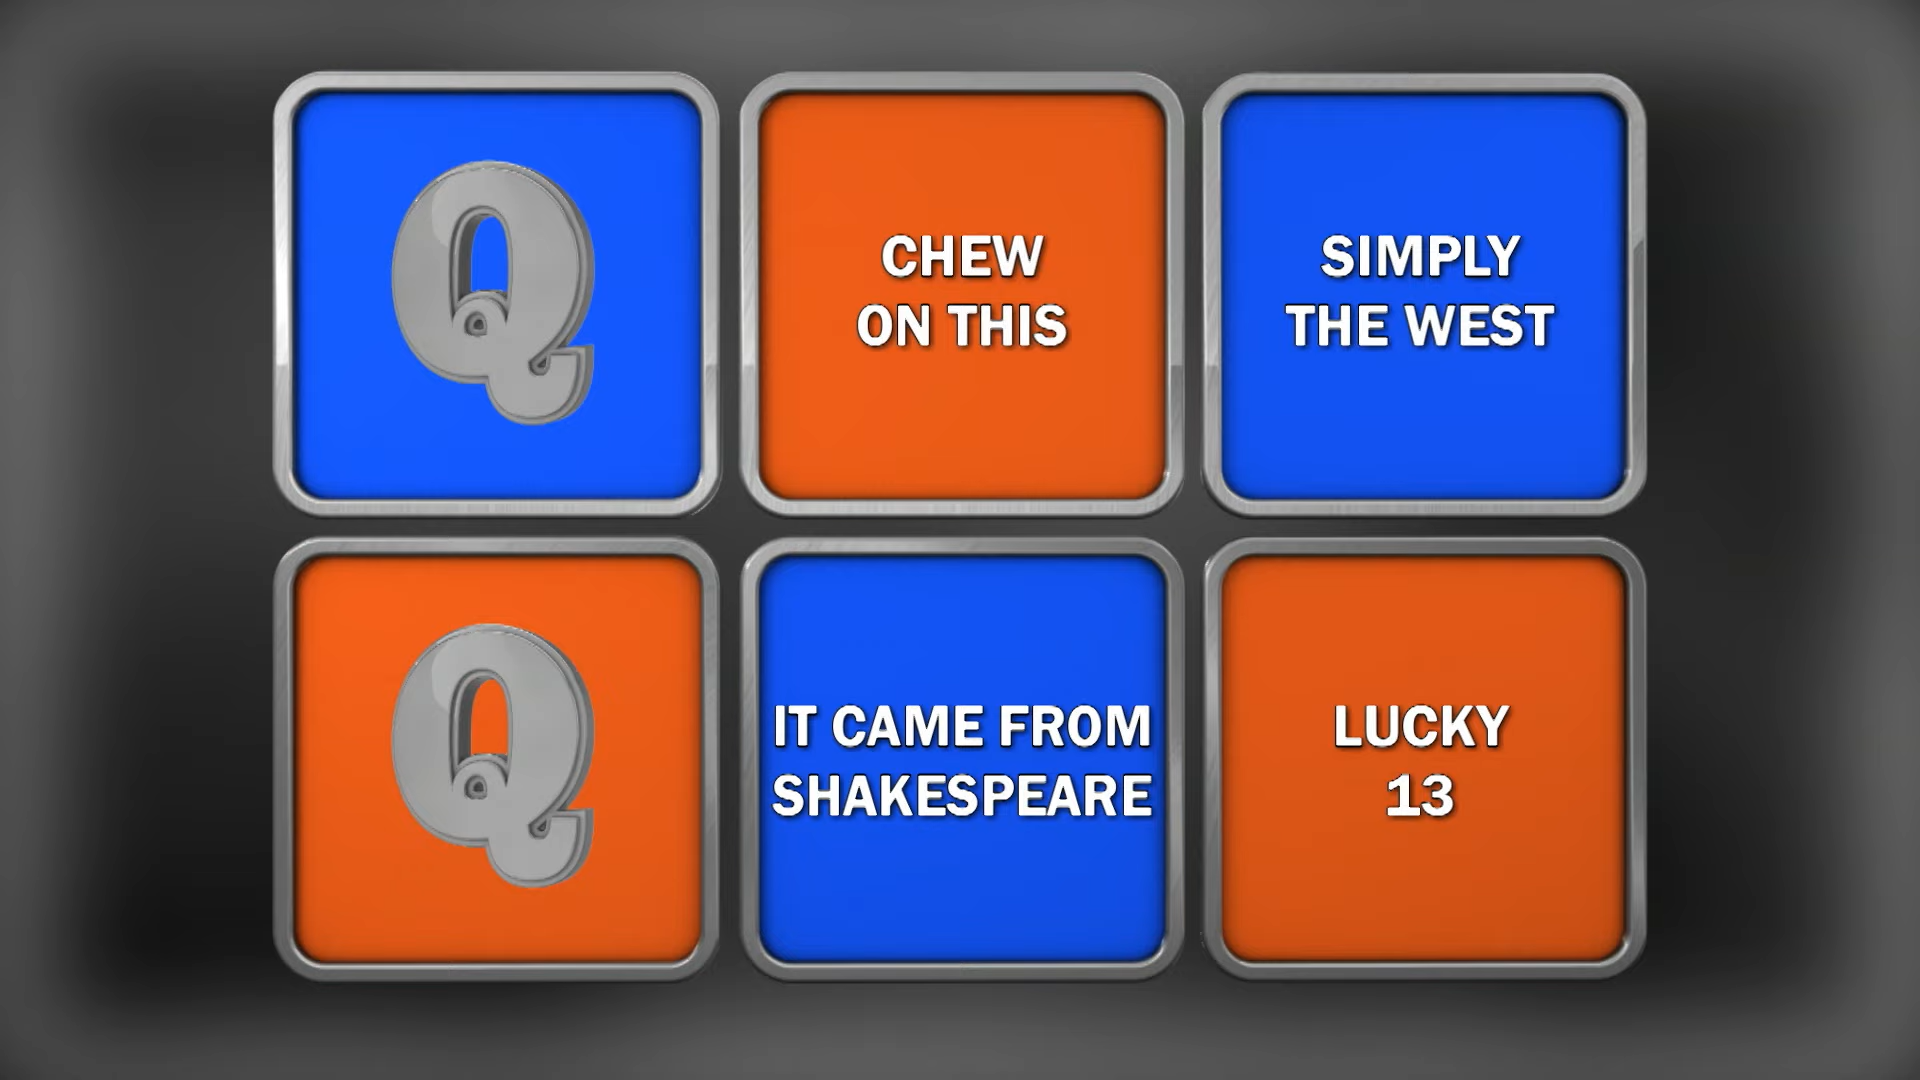 Q
CHEW
ON THIS
SIMPLY
THE WEST
Q
IT CAME FROM
SHAKESPEARE
LUCKY
13